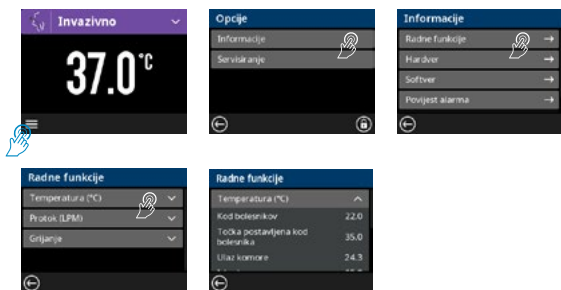 Invazivno
37.0°C
Opcije
Informacije
Servisiranje
Informacije
Radne funkcije
Hardver
Softver
Povijest alarma
Radne funkcije
Temperatura (°C)
Protok (LPM)
Grijanje
Radne funkcije
Temperatura (°C)
Kod bolesnikov 22.0
Točka postavljena kod
bolesnika 35.0
Ulaz komore 24.3